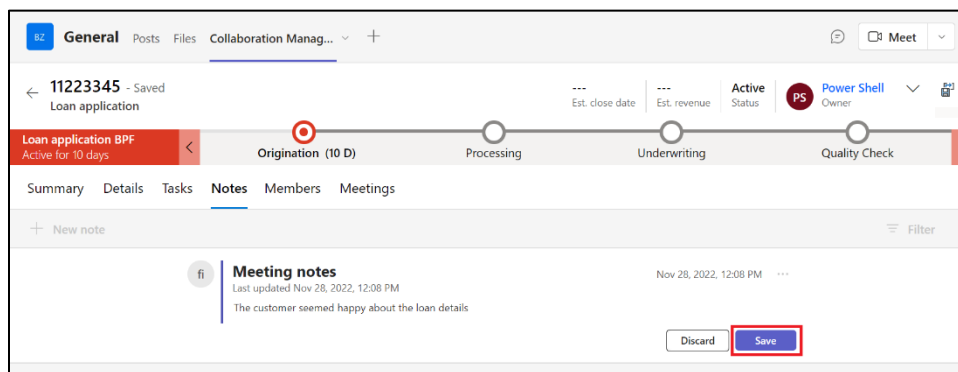 BZ General Posts Files Collaboration Manag... Meet
11223345 - Saved
Loan application
--- Est. close date
--- Est. revenue
Active Status
PS Power Shell Owner
Loan application BPF
Active for 10 days
Origination (10 D) Processing Underwriting Quality Check
Summary Details Tasks Notes Members Meetings
+ New note Filter
fi Meeting notes Nov 28, 2022, 12:08 PM ...
Last updated Nov 28, 2022, 12:08 PM
The customer seemed happy about the loan details
Discard Save